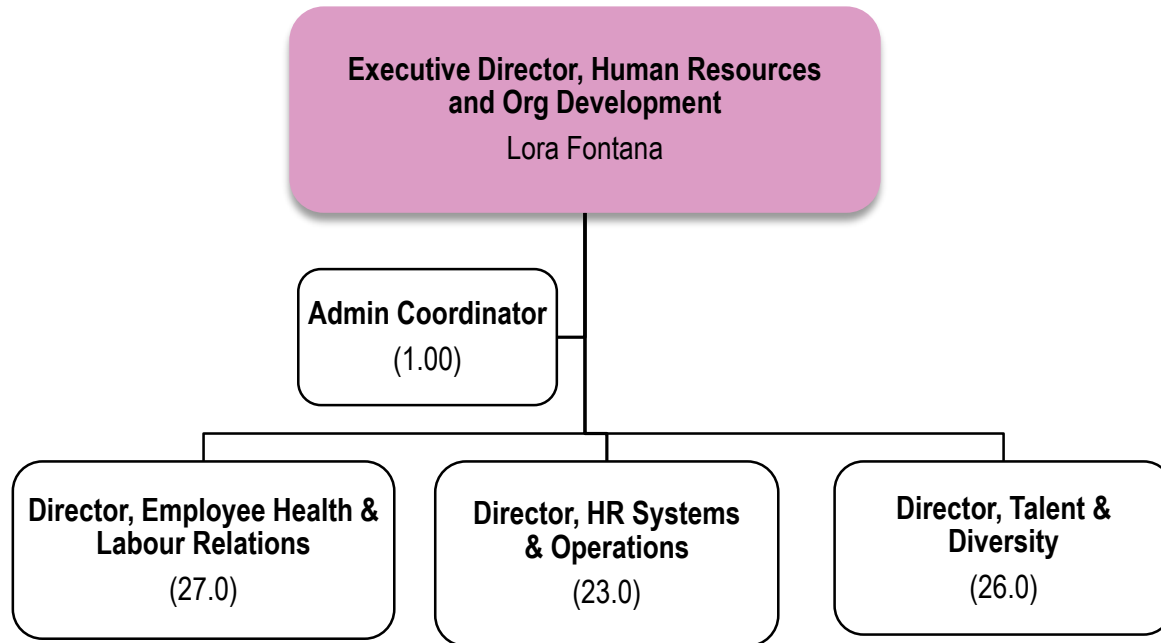 Executive Director, Human Resources
and Org Development
Lora Fontana
Admin Coordinator
(1.00)
Director, Employee Health &
Labour Relations
(27.0)
Director, HR Systems
& Operations
(23.0)
Director, Talent &
Diversity
(26.0)